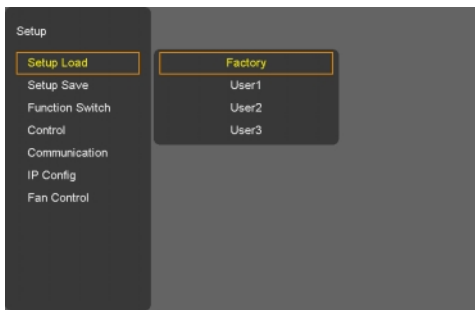 Setup
Setup Load
Setup Save
Function Switch
Control
Communication
IP Config
Fan Control
Factory
User1
User2
User3